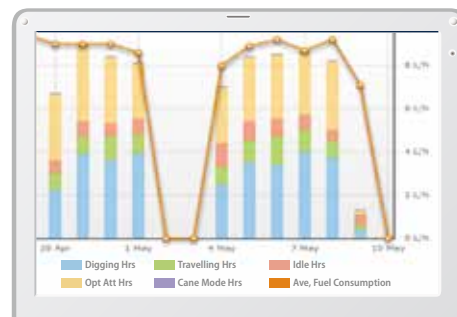 8 L/h
6 L/h
4 L/h
2 L/h
0 L/h
28 Apr 1 May 4 May 7 May 10 May
Digging Hrs Travelling Hrs Idle Hrs
Opt Att Hrs Cane Mode Hrs Ave, Fuel Consumption